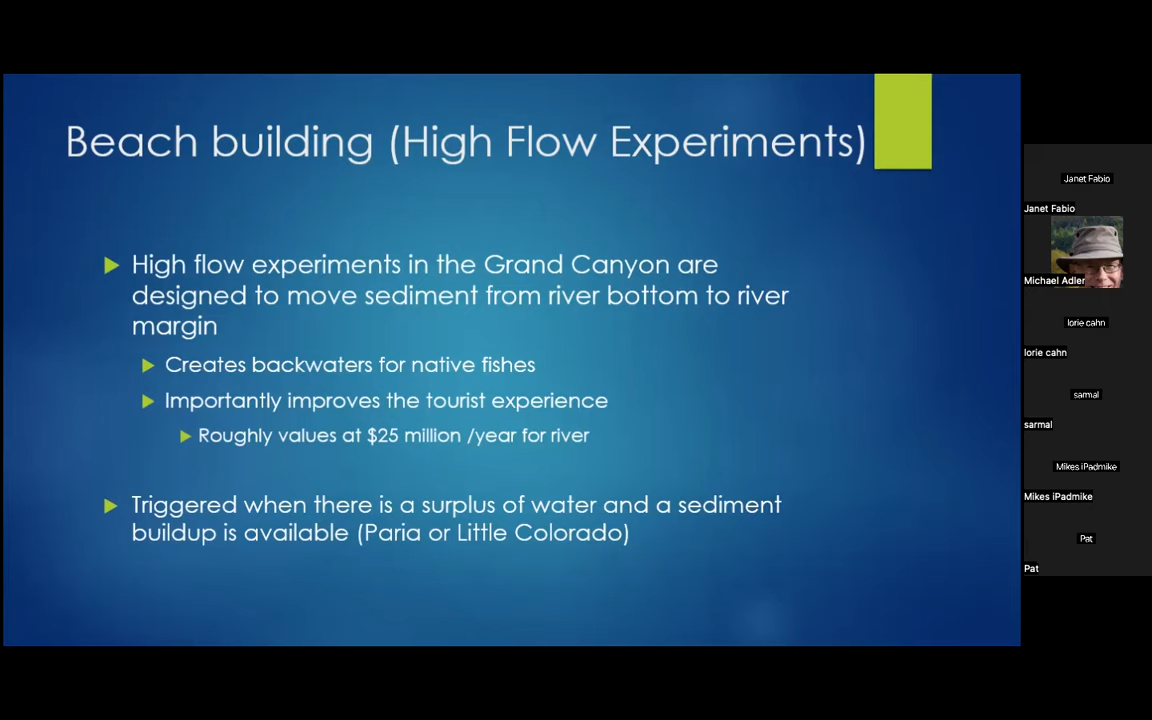 Beach building (High Flow Experiments)
High flow experiments in the Grand Canyon are
designed to move sediment from river bottom to river
margin
Creates backwaters for native fishes
Importantly improves the tourist experience
Roughly values at $25 million /year for river
Triggered when there is a surplus of water and a sediment
buildup is available (Paria or Little Colorado)
Janet Fabio
Janet Fabio
Michael Adler
lorie cahn
lorie cahn
sarmal
sarmal
Mikes iPadmike
Mikes iPadmike
Pat
Pat